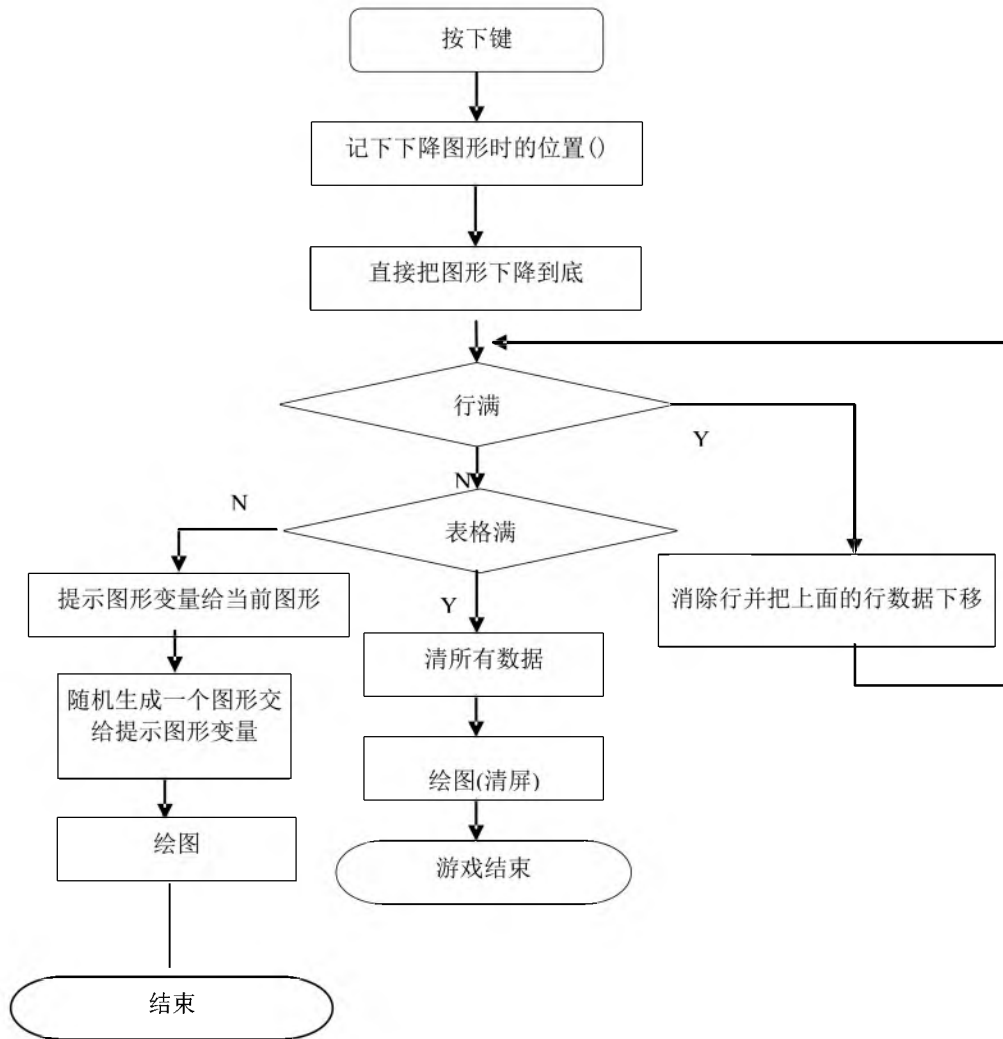 按下键
记下下降图形时的位置()
直接把图形下降到底
行满
Y
N
N
表格满
提示图形变量给当前图形
Y
消除行并把上面的行数据下移
清所有数据
随机生成一个图形交
给提示图形变量
绘图(清屏)
绘图
游戏结束
结束